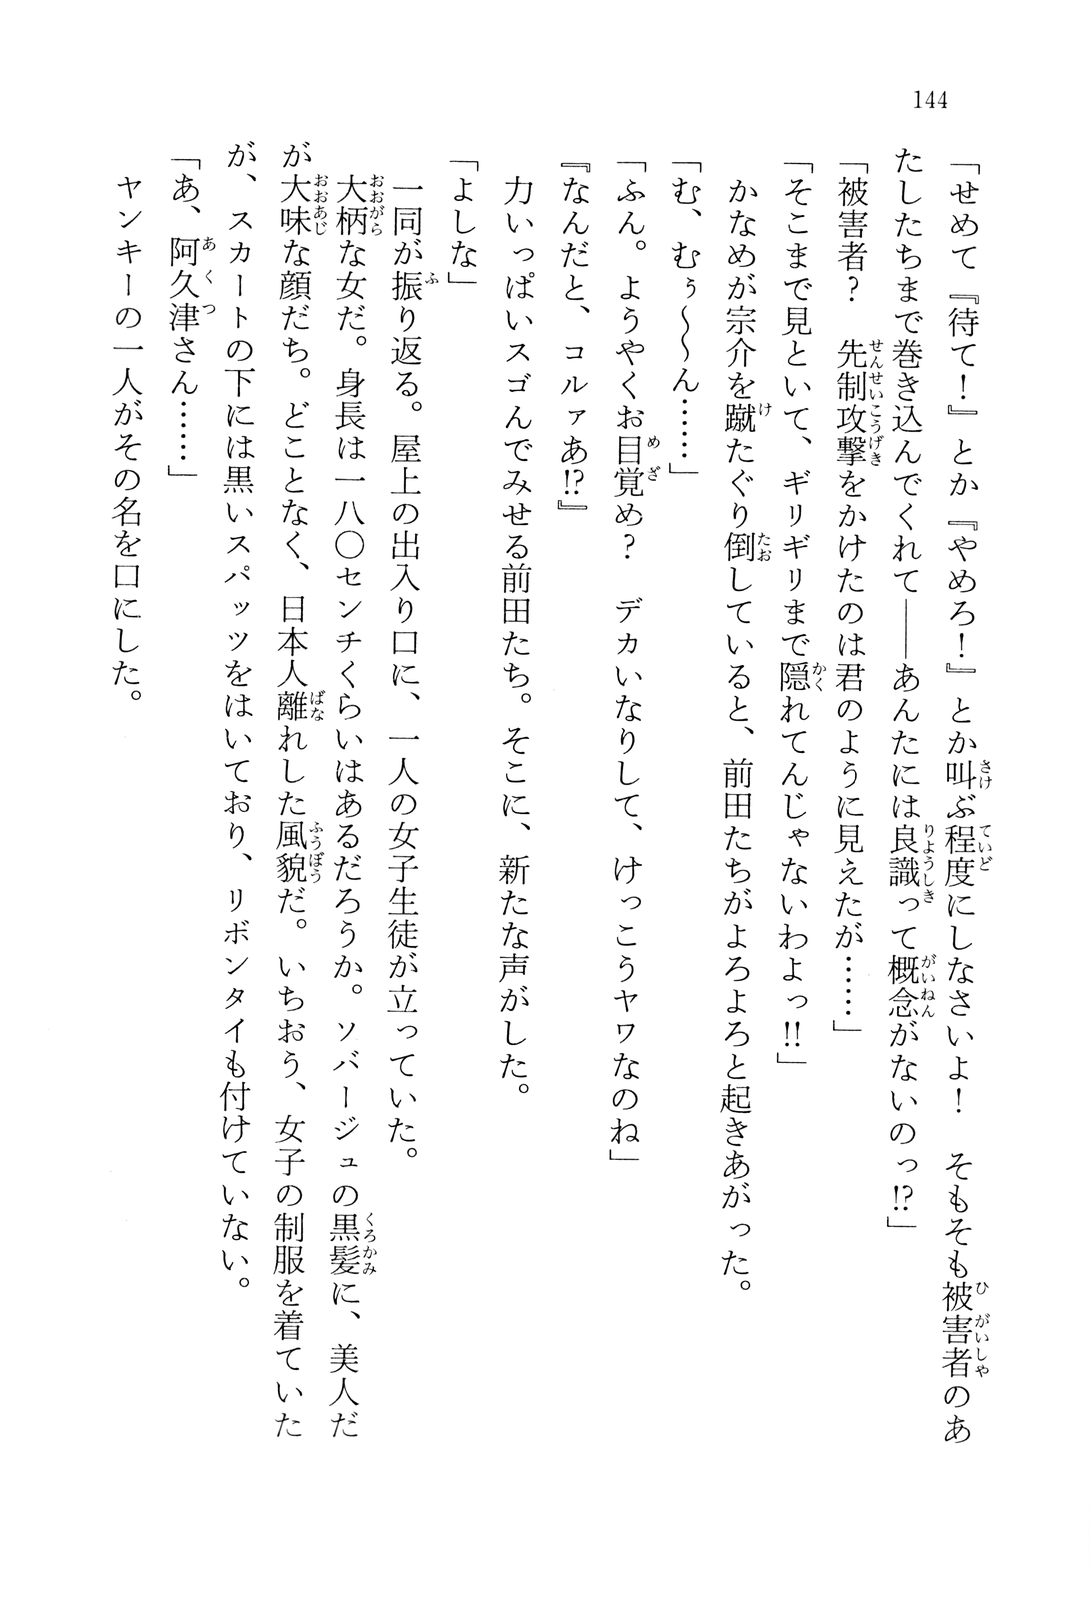 144
「せめて『待て！』とか『やめろ！』とか叫ぶ程度にしなさいよ！　そもそも被害者のあ
たしたちまで巻き込んでくれて――あんたには良識って概念がないのっ!?」
「被害者？　先制攻撃をかけたのは君のように見えたが……」
「そこまで見といて、ギリギリまで隠れてんじゃないわよっ!!」
　かなめが宗介を蹴たぐり倒していると、前田たちがよろよろと起きあがった。
「む、むぅ～～ん……」
「ふん。ようやくお目覚め？　デカいなりして、けっこうヤワなのね」
『なんだと、コルァあ!?』
　力いっぱいスゴんでみせる前田たち。そこに、新たな声がした。
「よしな」
　一同が振り返る。屋上の出入り口に、一人の女子生徒が立っていた。
　大柄な女だ。身長は一八〇センチくらいはあるだろうか。ソバージュの黒髪に、美人だ
が大味な顔だち。どことなく、日本人離れした風貌だ。いちおう、女子の制服を着ていた
が、スカートの下には黒いスパッツをはいており、リボンタイも付けていない。
「あ、阿久津さん……」
　ヤンキーの一人がその名を口にした。